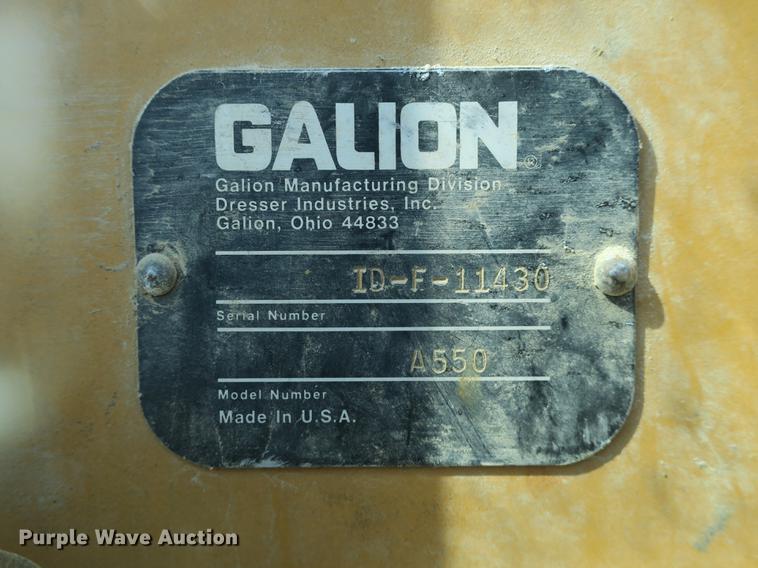 GALION®
Galion Manufacturing Division
Dresser Industries, Inc.
Galion, Ohio 44833
ID-F-11430
Serial Number
A550
Model Number
Made In U.S.A.
Purple Wave Auction